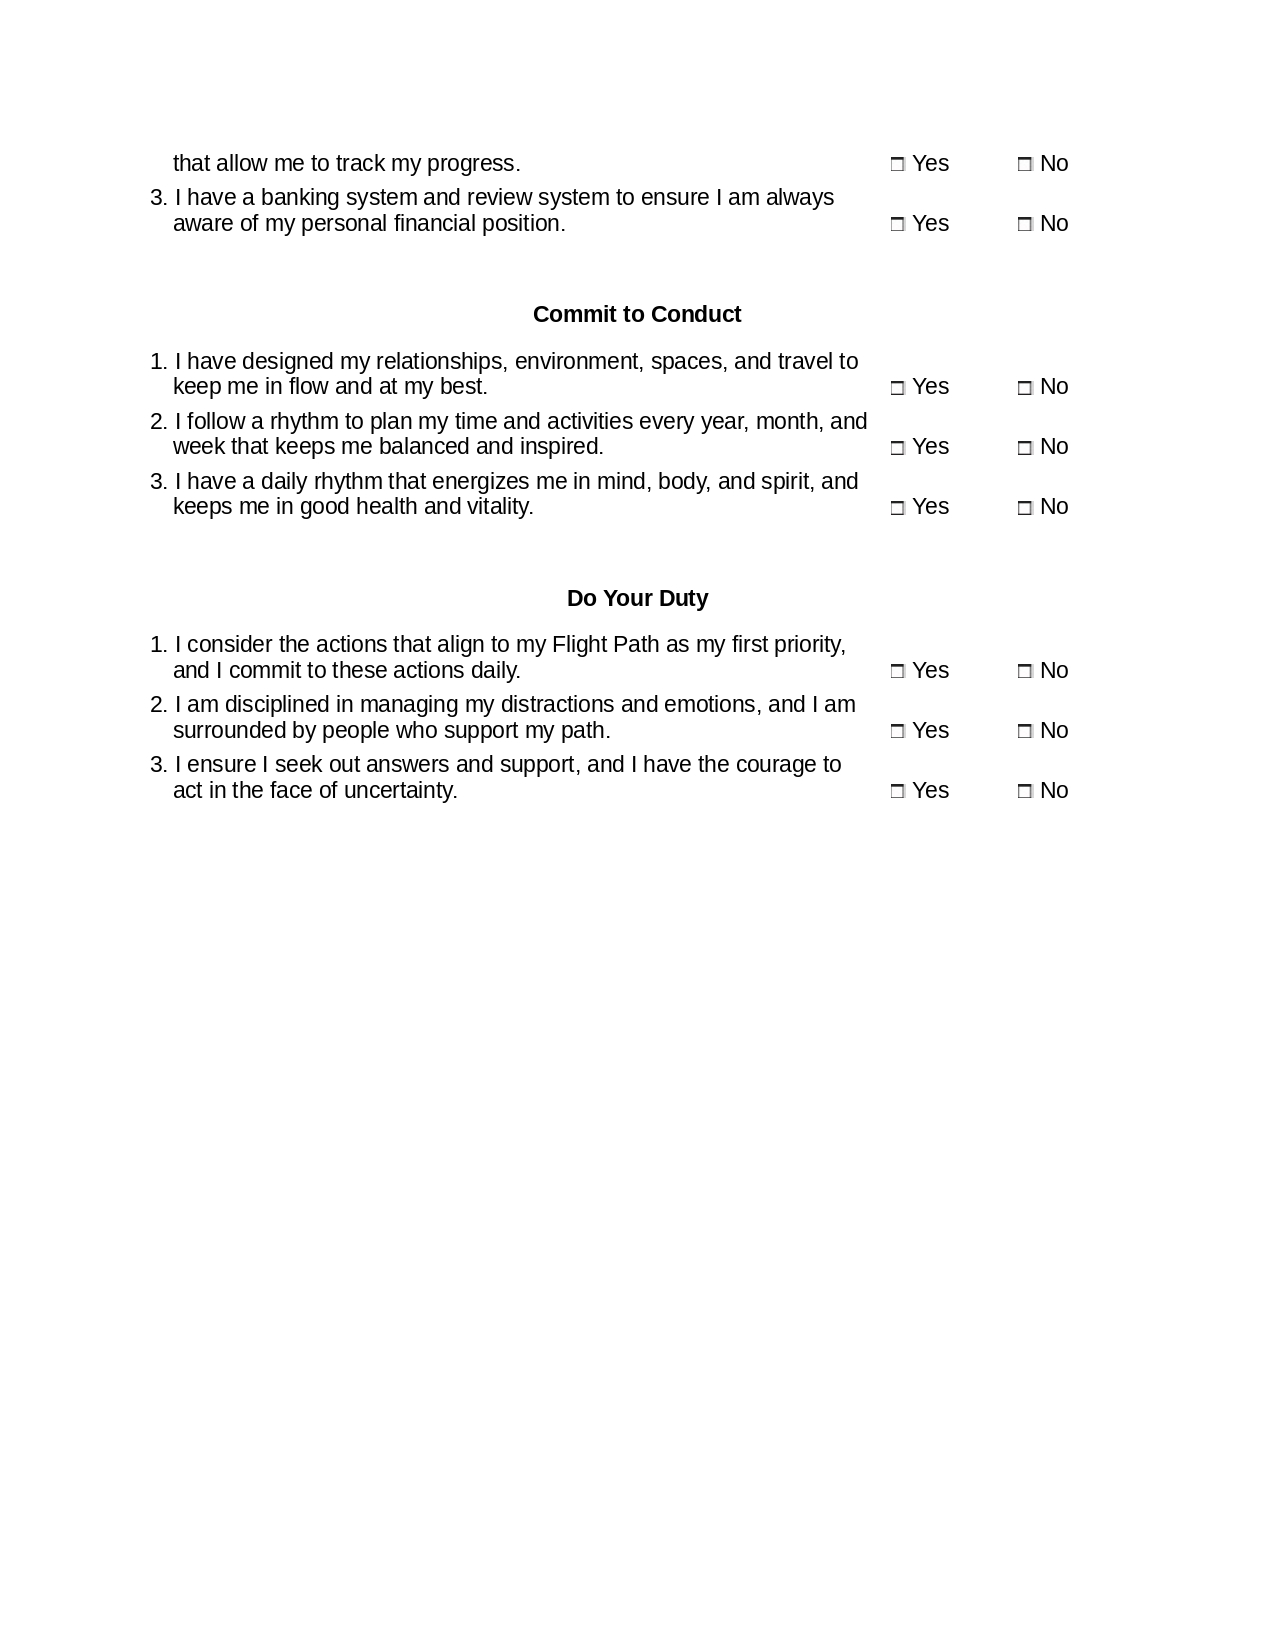 that allow me to track my progress. ☐ Yes ☐ No
3. I have a banking system and review system to ensure I am always
aware of my personal financial position. ☐ Yes ☐ No
Commit to Conduct
1. I have designed my relationships, environment, spaces, and travel to
keep me in flow and at my best. ☐ Yes ☐ No
2. I follow a rhythm to plan my time and activities every year, month, and
week that keeps me balanced and inspired. ☐ Yes ☐ No
3. I have a daily rhythm that energizes me in mind, body, and spirit, and
keeps me in good health and vitality. ☐ Yes ☐ No
Do Your Duty
1. I consider the actions that align to my Flight Path as my first priority,
and I commit to these actions daily. ☐ Yes ☐ No
2. I am disciplined in managing my distractions and emotions, and I am
surrounded by people who support my path. ☐ Yes ☐ No
3. I ensure I seek out answers and support, and I have the courage to
act in the face of uncertainty. ☐ Yes ☐ No